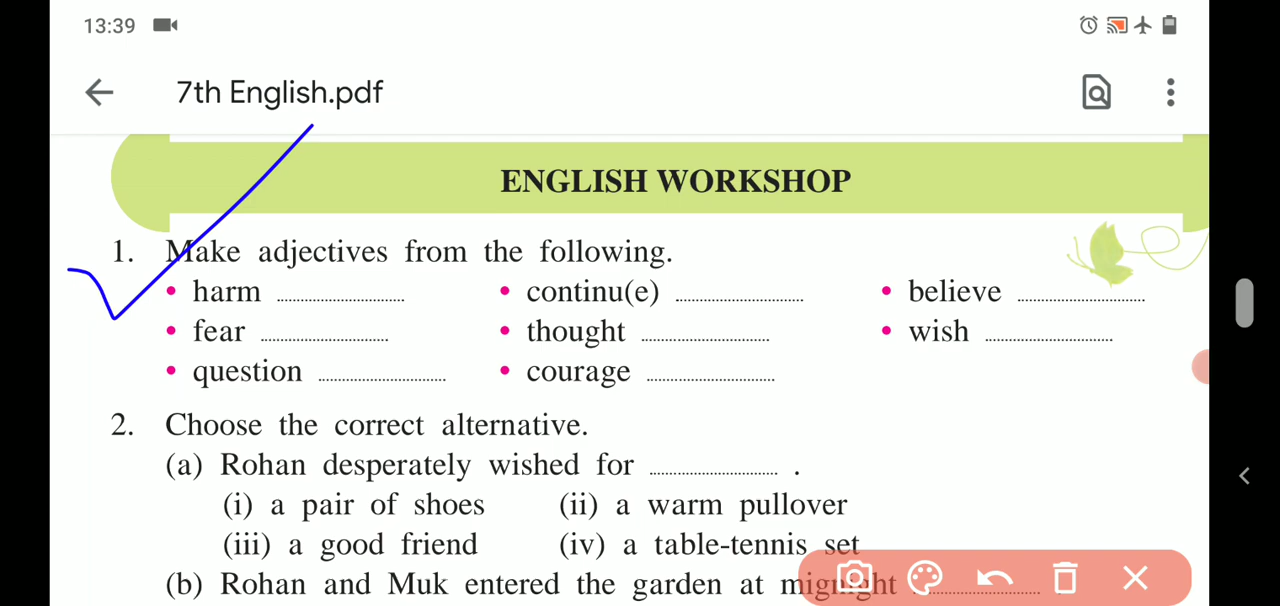 13:39
7th English.pdf
ENGLISH WORKSHOP
1. Make adjectives from the following.
• harm ........................ • continu(e) ........................ • believe ........................
• fear ........................ • thought ........................ • wish ........................
• question ........................ • courage ........................
2. Choose the correct alternative.
(a) Rohan desperately wished for ........................ .
(i) a pair of shoes (ii) a warm pullover
(iii) a good friend (iv) a table-tennis set
(b) Rohan and Muk entered the garden at mignight ........................